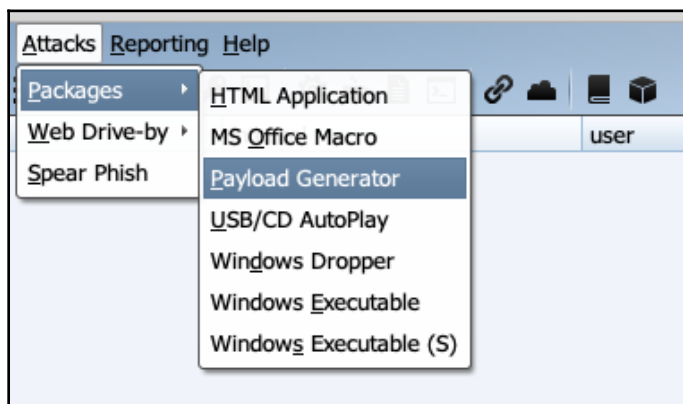 Attacks Reporting Help
Packages
Web Drive-by
Spear Phish
HTML Application
MS Office Macro
Payload Generator
USB/CD AutoPlay
Windows Dropper
Windows Executable
Windows Executable (S)
user